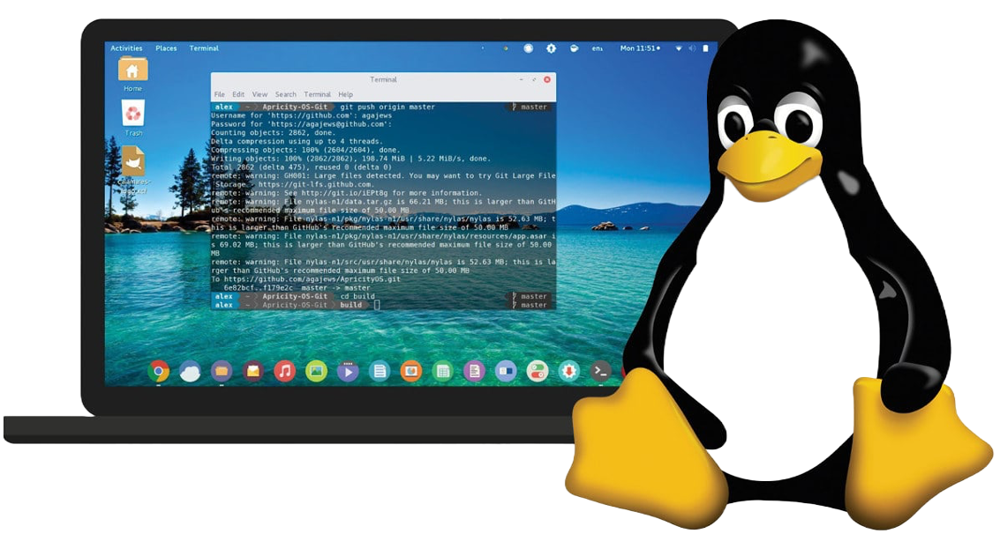 Activities Places Terminal en₁ Mon 11:51
Home
Trash
Terminal
File Edit View Search Terminal Help
alex ~ Apricity-OS-Git git push origin master master
Username for 'https://github.com': agajews
Password for 'https://agajews@github.com':
Counting objects: 2862, done.
Delta compression using up to 4 threads.
Compressing objects: 100% (2604/2604), done.
Writing objects: 100% (2862/2862), 198.74 MiB | 5.22 MiB/s, done.
Total 2862 (delta 475), reused 0 (delta 0)
remote: warning: GH001: Large files detected. You may want to try Git Large File
Storage - https://git-lfs.github.com.
remote: warning: See http://git.io/iEPt8g for more information.
remote: warning: File nylas-n1/data.tar.gz is 66.21 MB; this is larger than GitH
ub's recommended maximum file size of 50.00 MB
remote: warning: File nylas-n1/pkg/nylas-n1/usr/share/nylas/nylas is 52.63 MB; t
his is larger than GitHub's recommended maximum file size of 50.00 MB
remote: warning: File nylas-n1/pkg/nylas-n1/usr/share/nylas/resources/app.asar i
s 69.02 MB; this is larger than GitHub's recommended maximum file size of 50.00
MB
remote: warning: File nylas-n1/src/usr/share/nylas/nylas is 52.63 MB; this is la
rger than GitHub's recommended maximum file size of 50.00 MB
To https://github.com/agajews/ApricityOS.git
6e82bcf..f179e2c master -> master
alex ~ Apricity-OS-Git cd build master
alex ~ Apricity-OS-Git build master